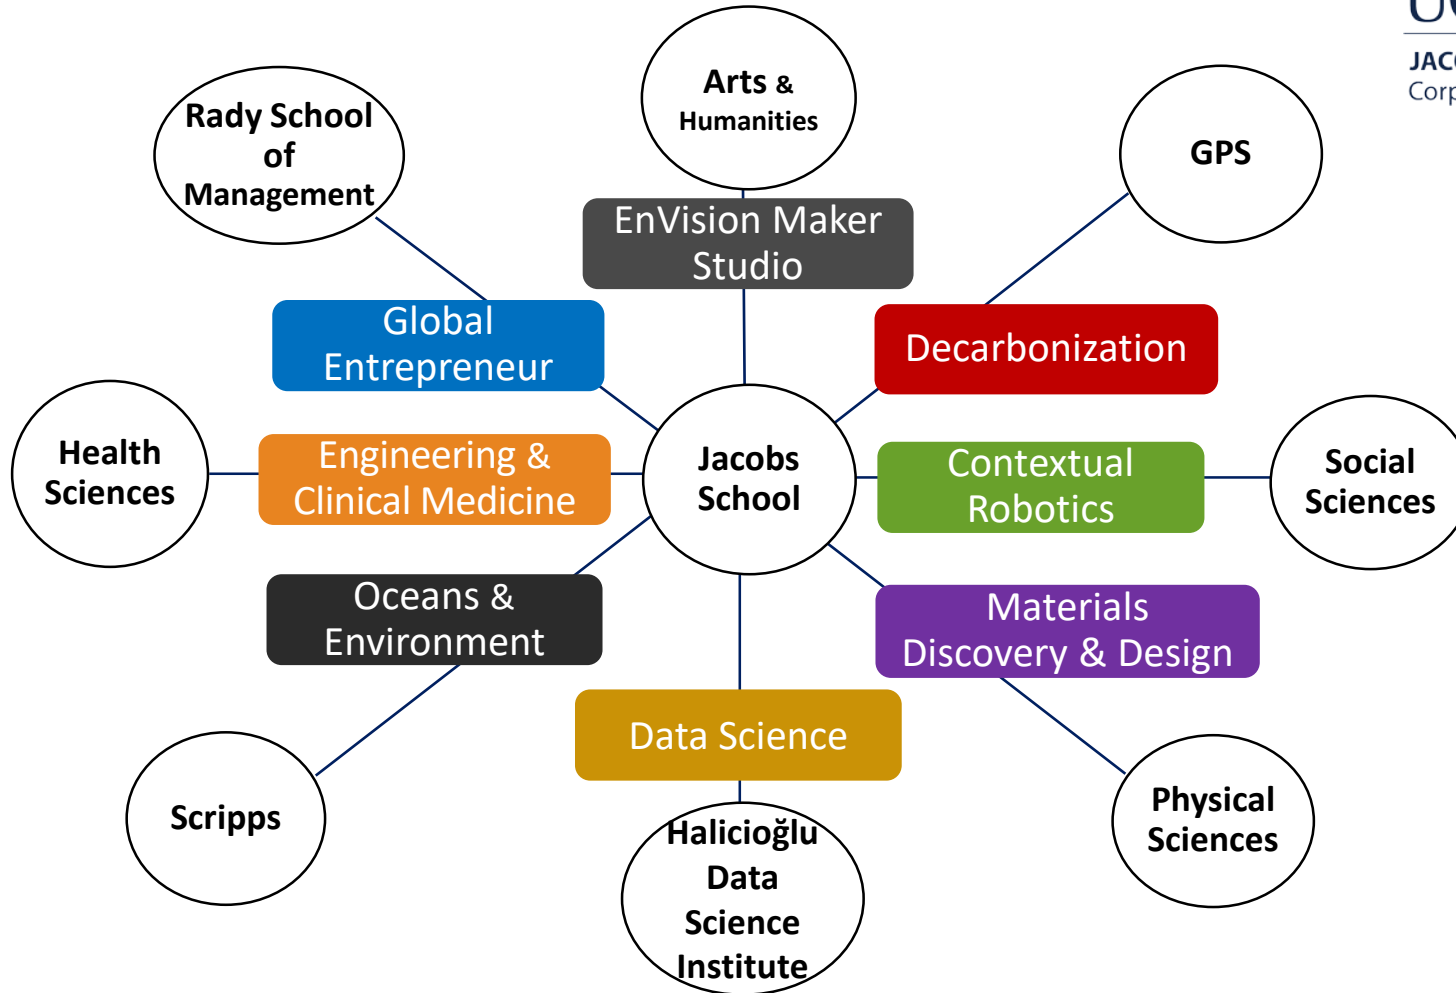 Arts &
Humanities
Rady School
of
Management
GPS
JAC
Corp
EnVision Maker
Studio
Global
Entrepreneur
Decarbonization
Health
Sciences
Engineering &
Clinical Medicine
Jacobs
School
Contextual
Robotics
Social
Sciences
Oceans &
Environment
Materials
Discovery & Design
Data Science
Scripps
Halicioğlu
Data
Science
Institute
Physical
Sciences